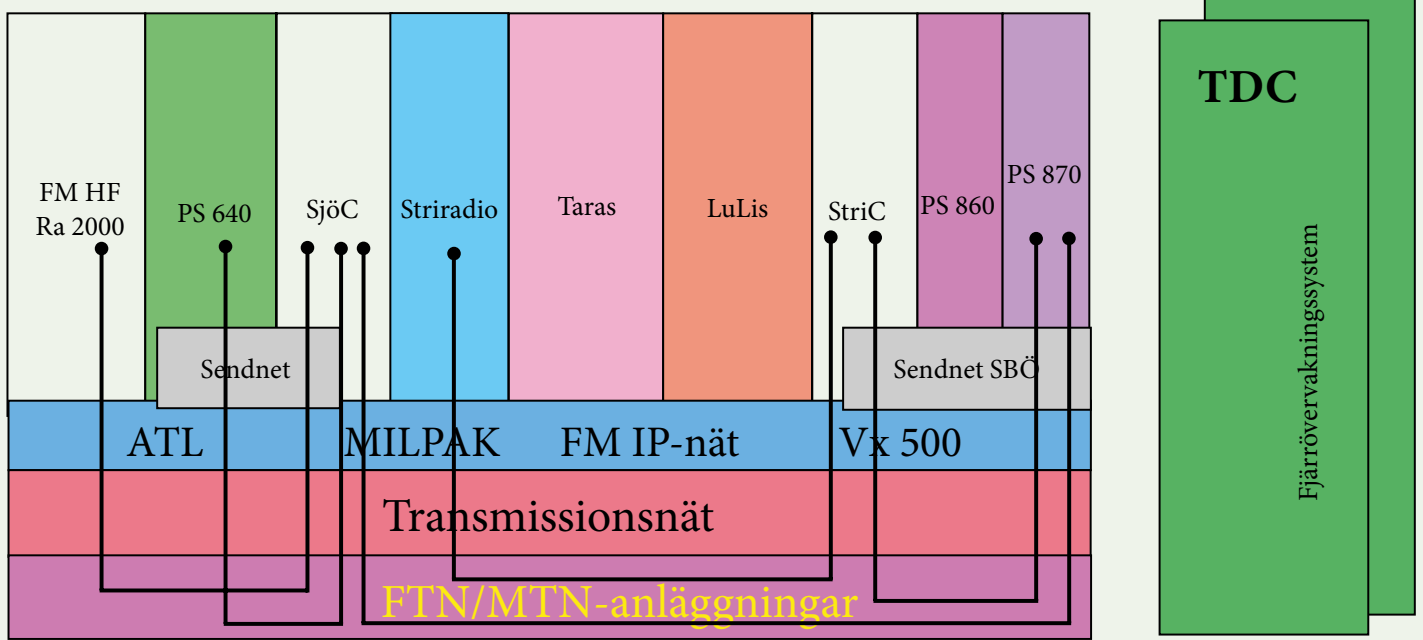 FM HF
Ra 2000
PS 640
SjöC
Striradio
Taras
LuLis
StriC
PS 860
PS 870
Sendnet
Sendnet SBÖ
ATL MILPAK FM IP-nät Vx 500
Transmissionsnät
FTN/MTN-anläggningar
TDC
Fjärrövervakningssystem